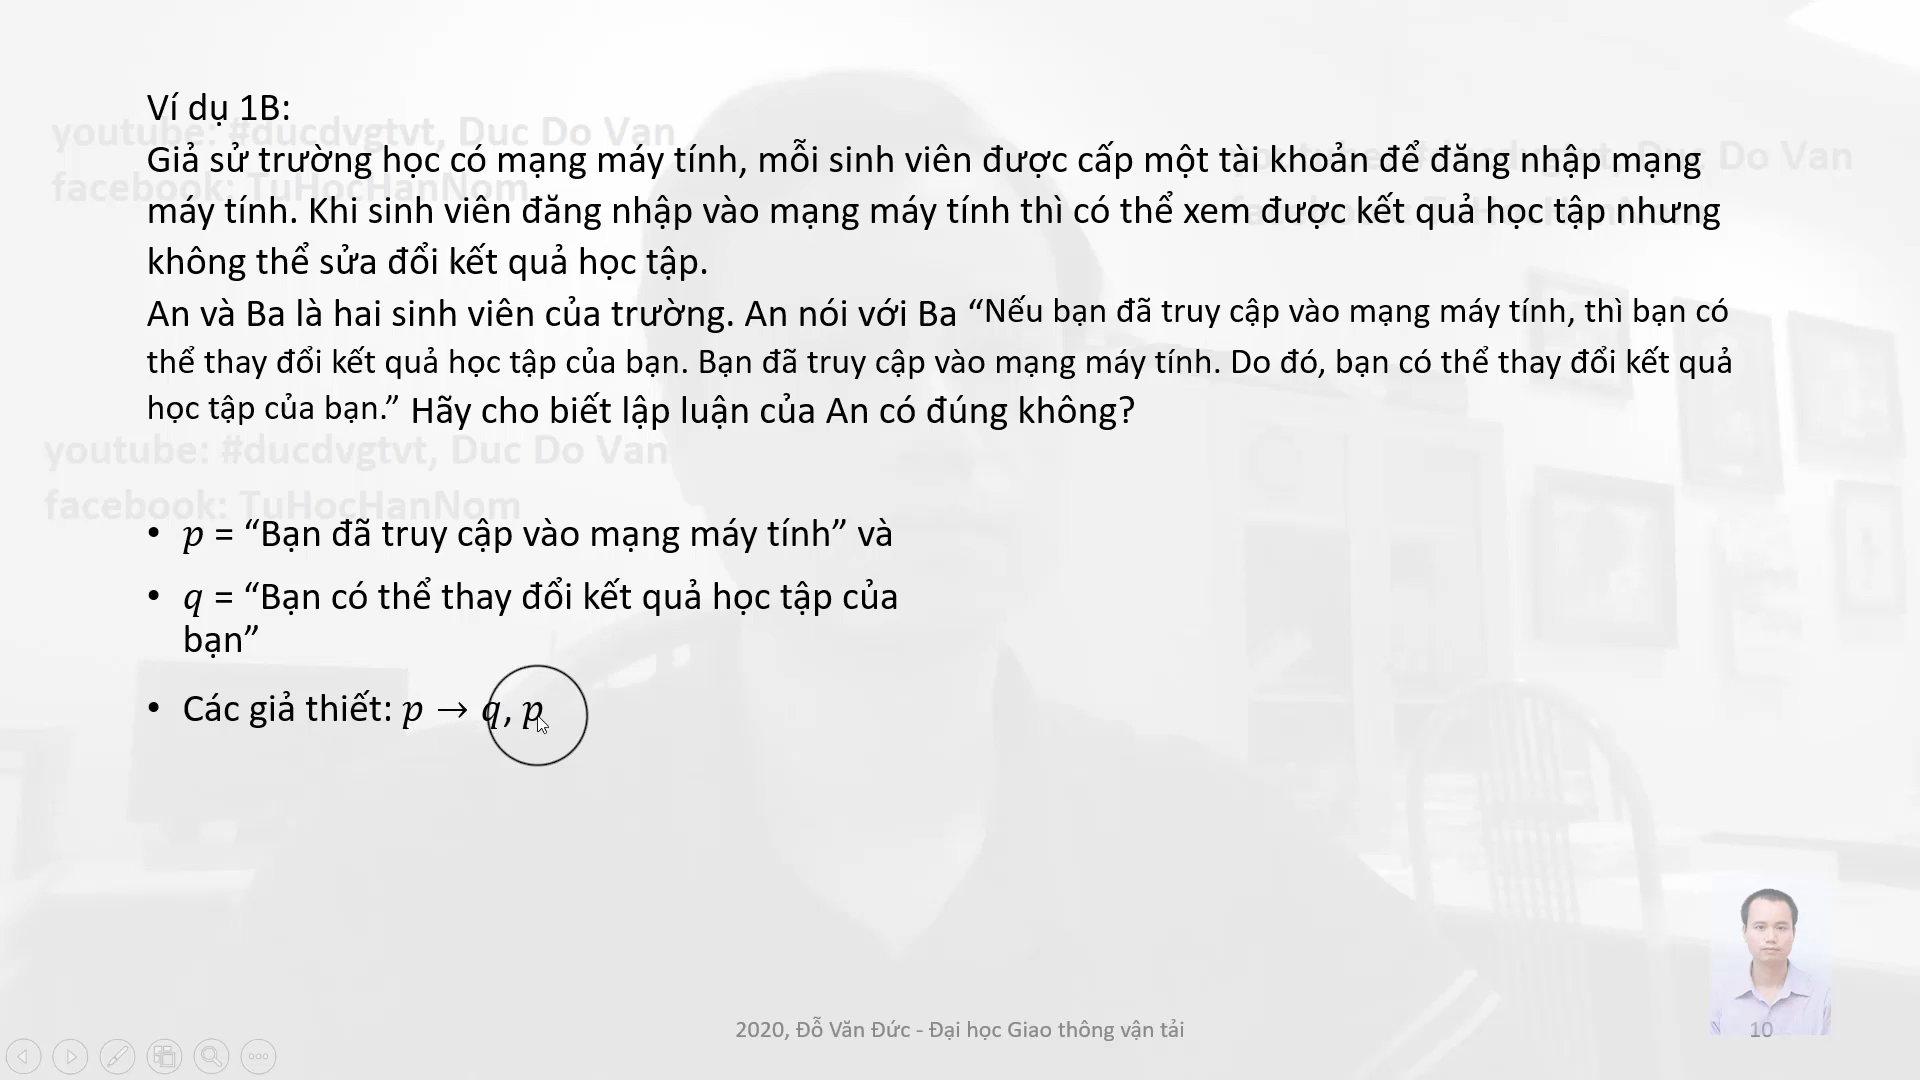 Ví dụ 1B:
youtube: #ducdvgtvt, Duc Do Van
Giả sử trường học có mạng máy tính, mỗi sinh viên được cấp một tài khoản để đăng nhập mạng
Do Van
facebook: TuHocHanNom
máy tính. Khi sinh viên đăng nhập vào mạng máy tính thì có thể xem được kết quả học tập nhưng
không thể sửa đổi kết quả học tập.
An và Ba là hai sinh viên của trường. An nói với Ba “Nếu bạn đã truy cập vào mạng máy tính, thì bạn có
thể thay đổi kết quả học tập của bạn. Bạn đã truy cập vào mạng máy tính. Do đó, bạn có thể thay đổi kết quả
học tập của bạn.” Hãy cho biết lập luận của An có đúng không?
youtube: #ducdvgtvt, Duc Do Van
facebook: TuHocHanNom
• p = “Bạn đã truy cập vào mạng máy tính” và
• q = “Bạn có thể thay đổi kết quả học tập của
bạn”
• Các giả thiết: p → q, p
2020, Đỗ Văn Đức - Đại học Giao thông vận tải
10